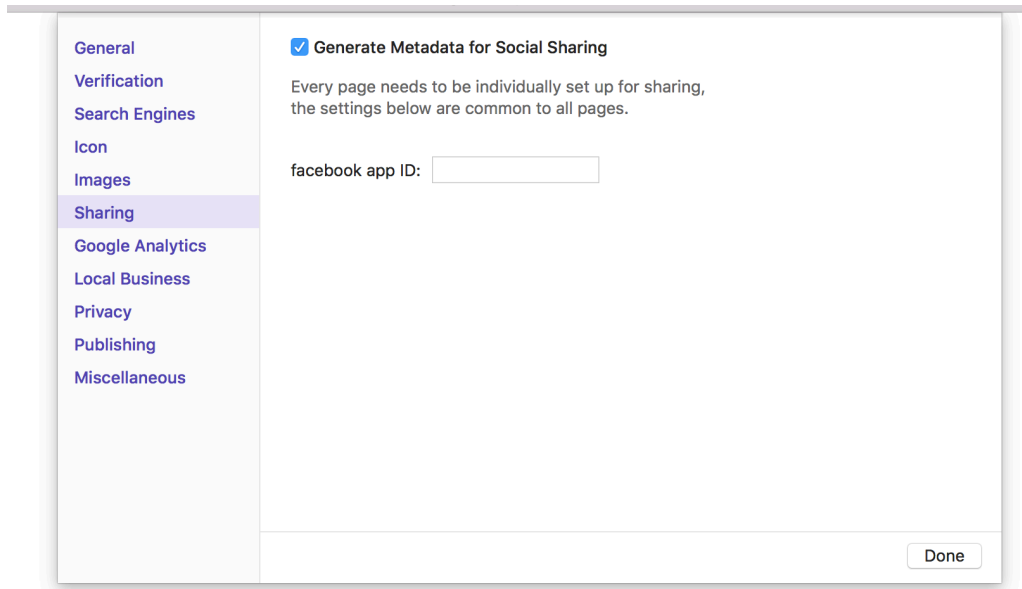 General
Verification
Search Engines
Icon
Images
Sharing
Google Analytics
Local Business
Privacy
Publishing
Miscellaneous
Generate Metadata for Social Sharing
Every page needs to be individually set up for sharing,
the settings below are common to all pages.
facebook app ID:
Done